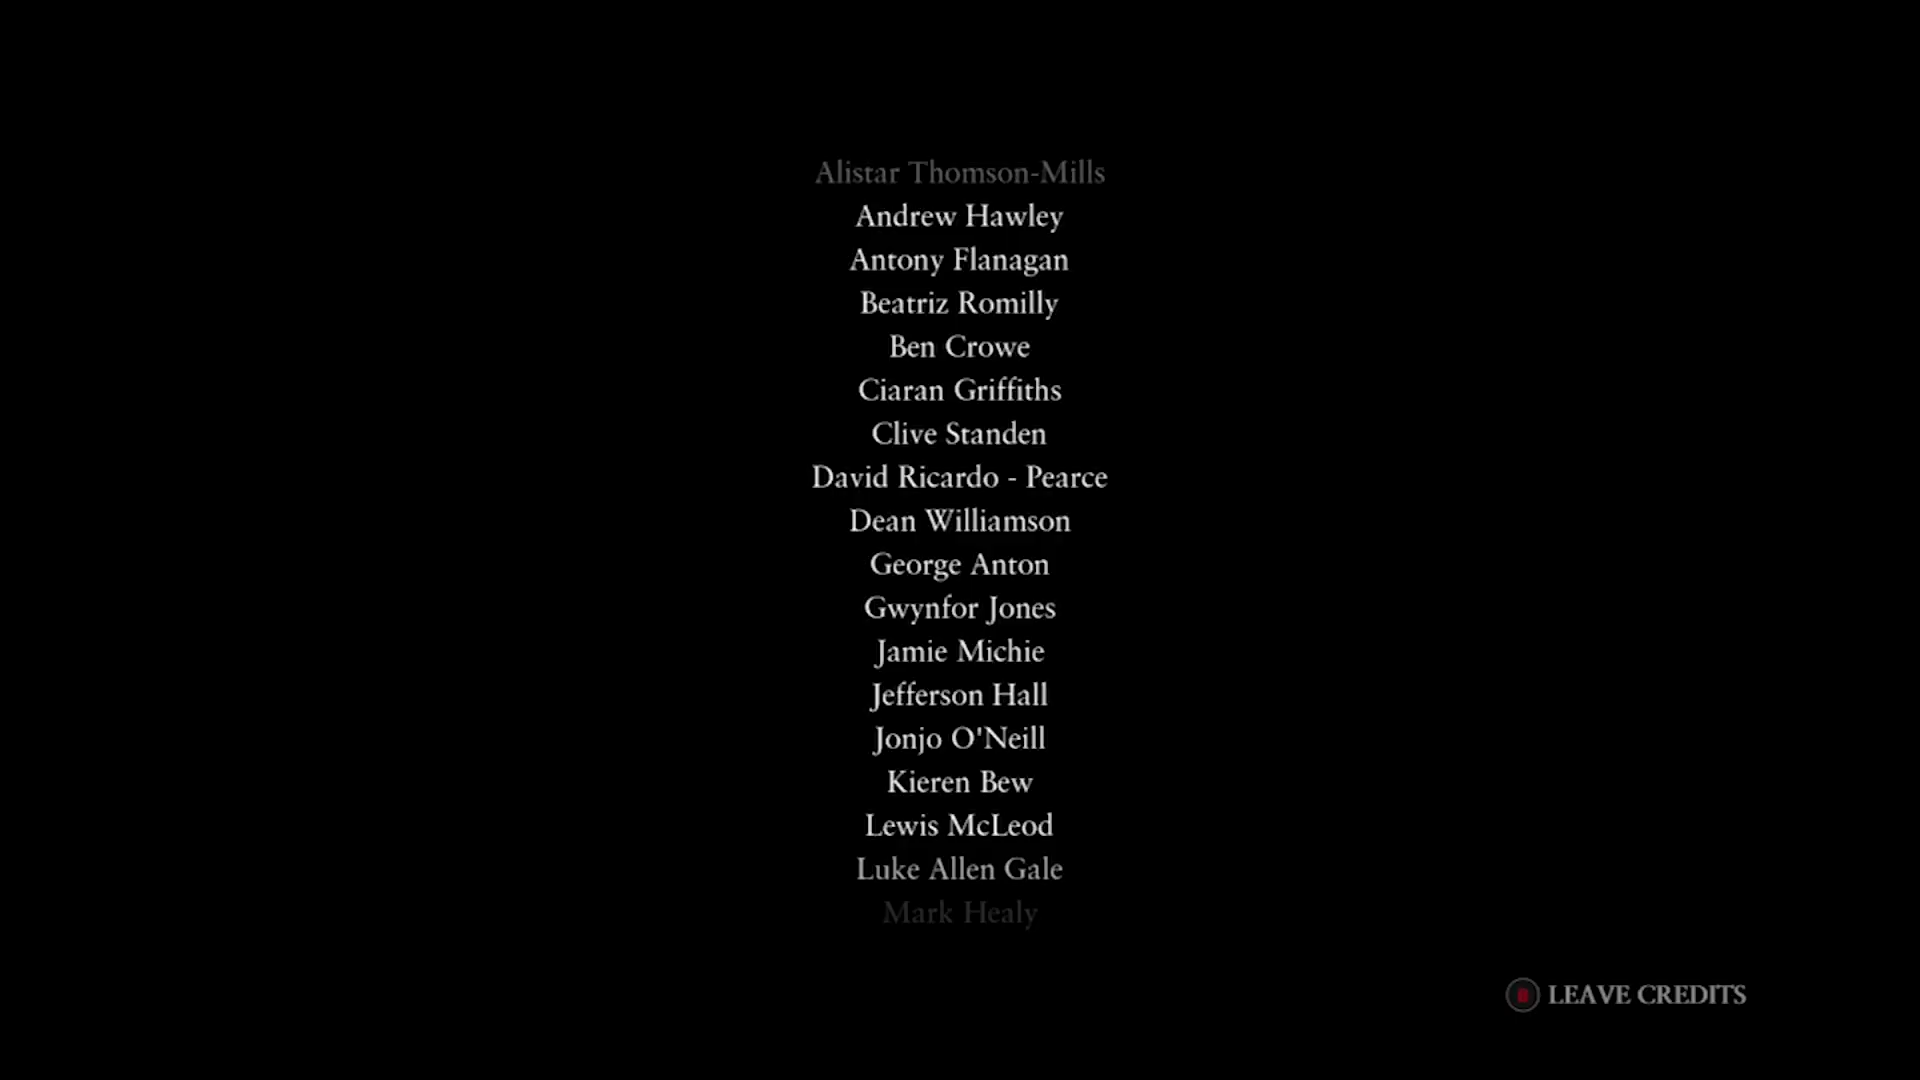 Alistar Thomson-Mills
Andrew Hawley
Antony Flanagan
Beatriz Romilly
Ben Crowe
Ciaran Griffiths
Clive Standen
David Ricardo - Pearce
Dean Williamson
George Anton
Gwynfor Jones
Jamie Michie
Jefferson Hall
Jonjo O'Neill
Kieren Bew
Lewis McLeod
Luke Allen Gale
Mark Healy
LEAVE CREDITS